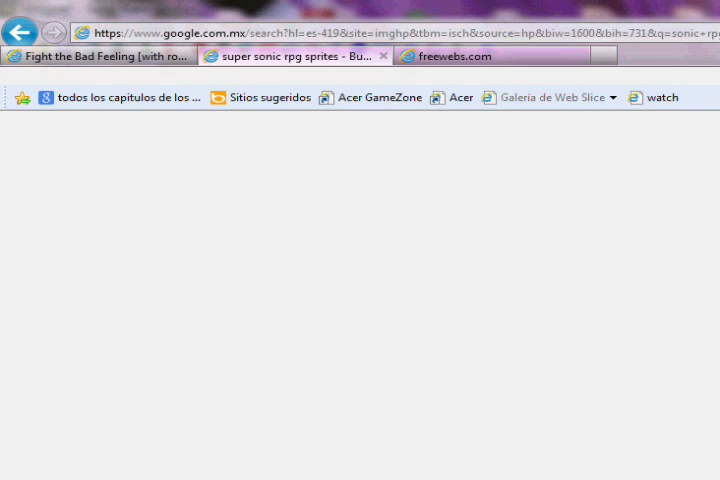 https://www.google.com.mx/search?hl=es-419&site=imghp&tbm=isch&source=hp&biw=1600&bih=731&q=sonic+rpg
Fight the Bad Feeling [with ro... super sonic rpg sprites - Bu... freewebs.com
todos los capitulos de los ... Sitios sugeridos Acer GameZone Acer Galería de Web Slice watch